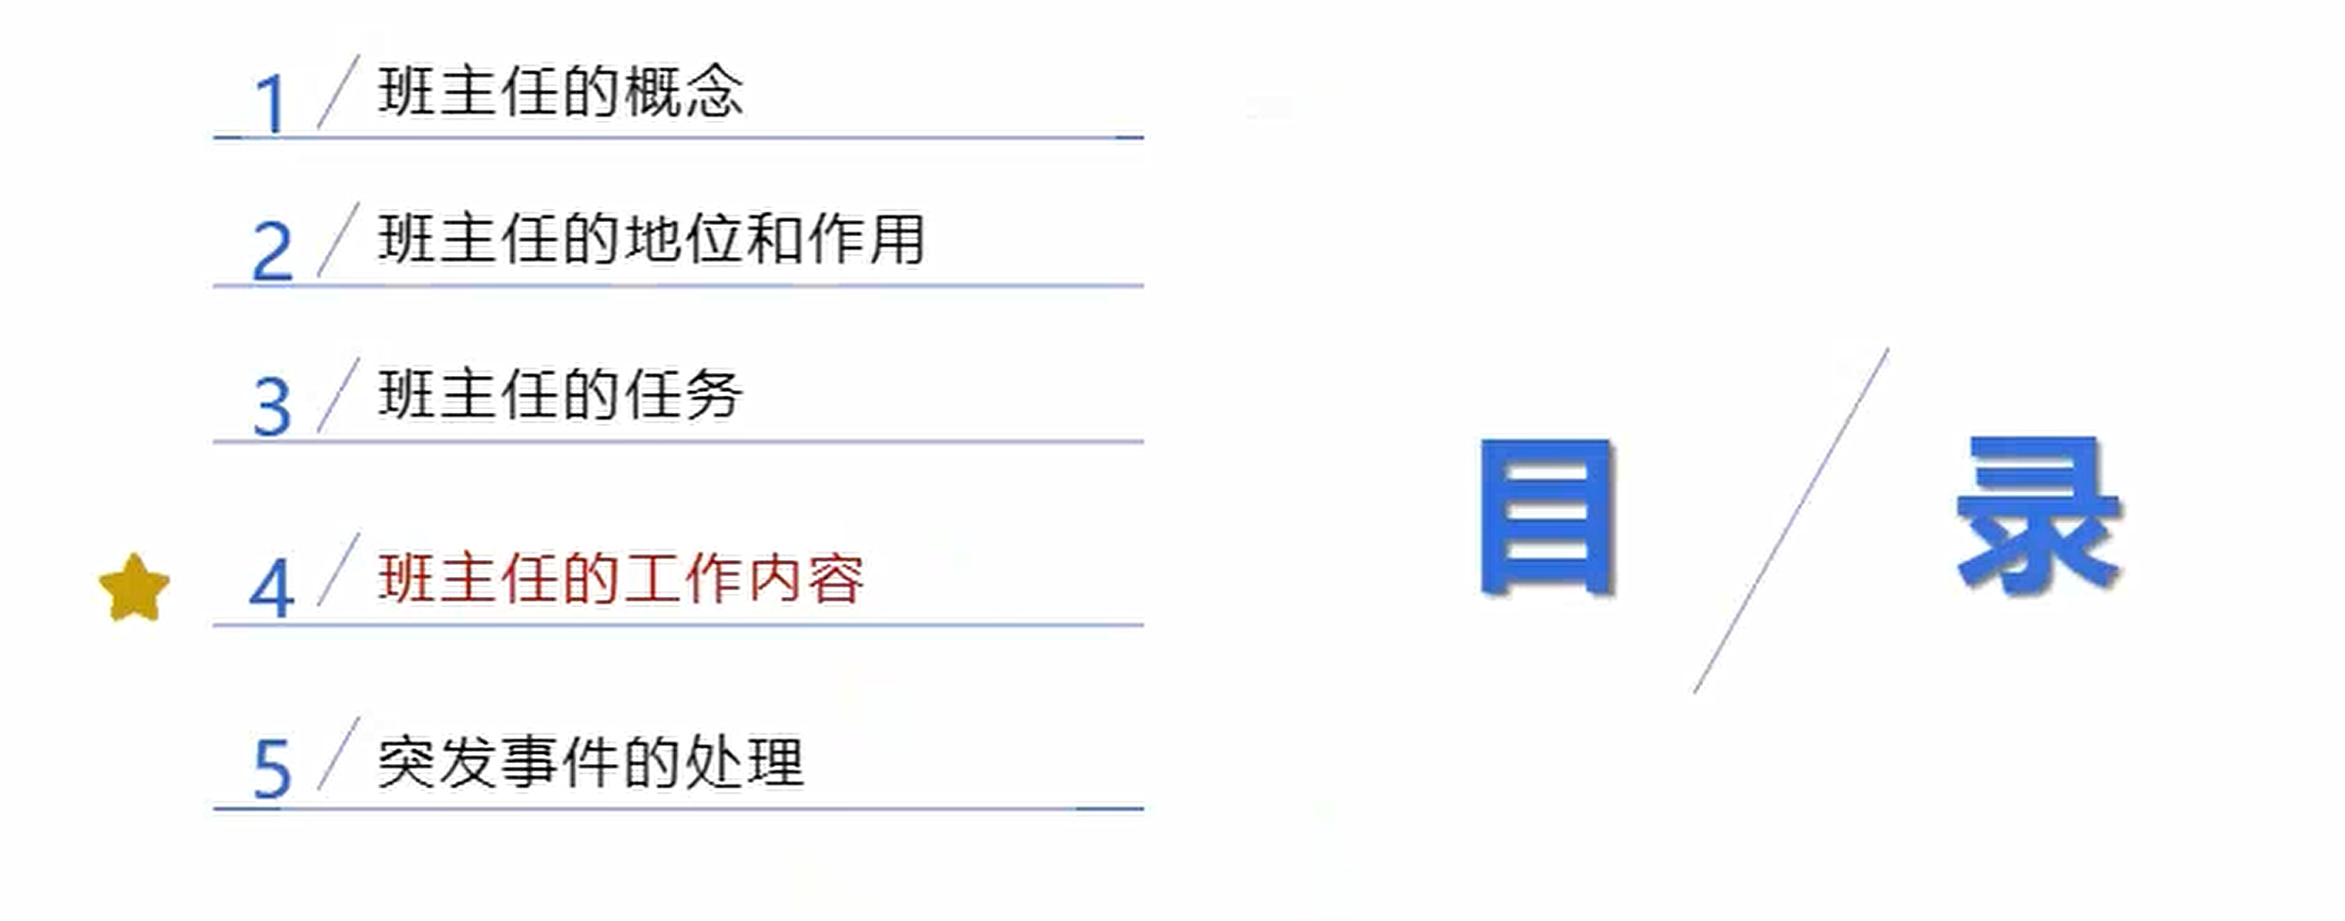 1 班主任的概念
2 班主任的地位和作用
3 班主任的任务
4 班主任的工作内容
5 突发事件的处理
目 录